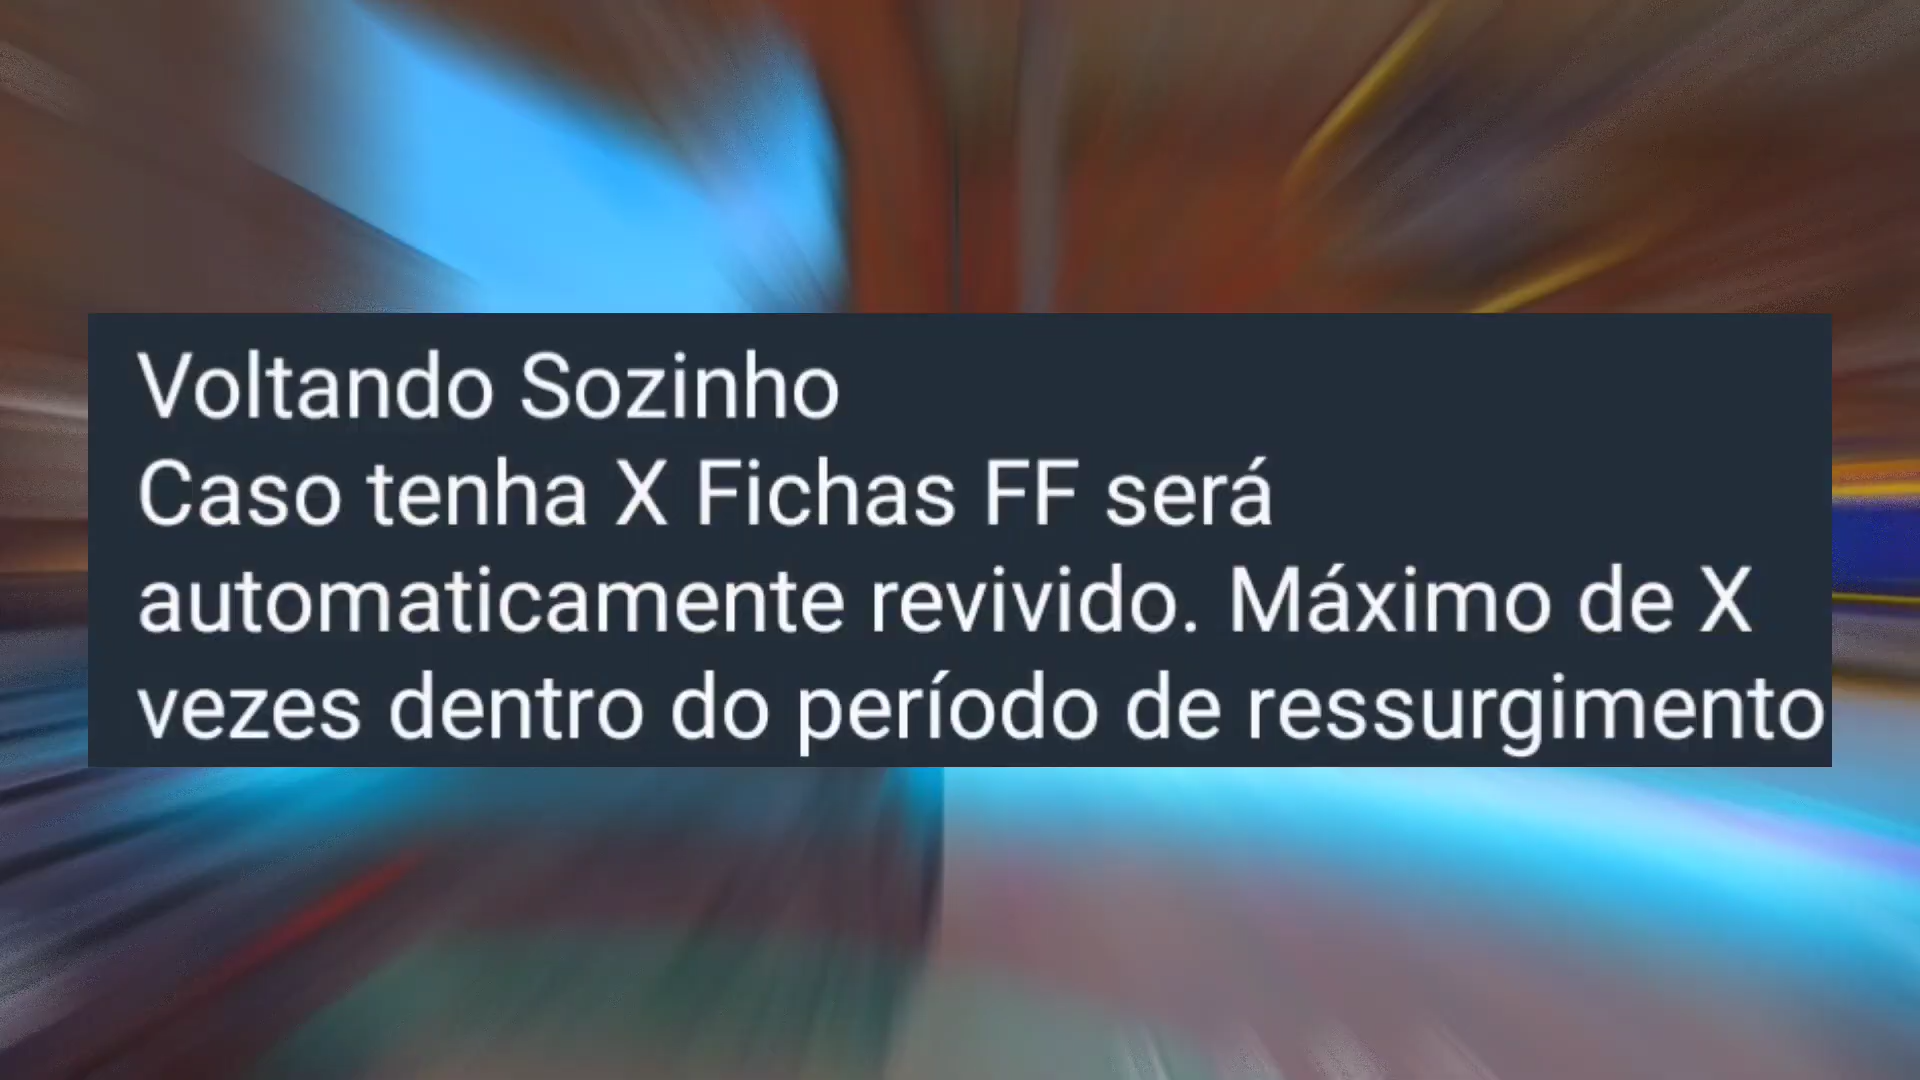 Voltando Sozinho
Caso tenha X Fichas FF será
automaticamente revivido. Máximo de X
vezes dentro do período de ressurgimento